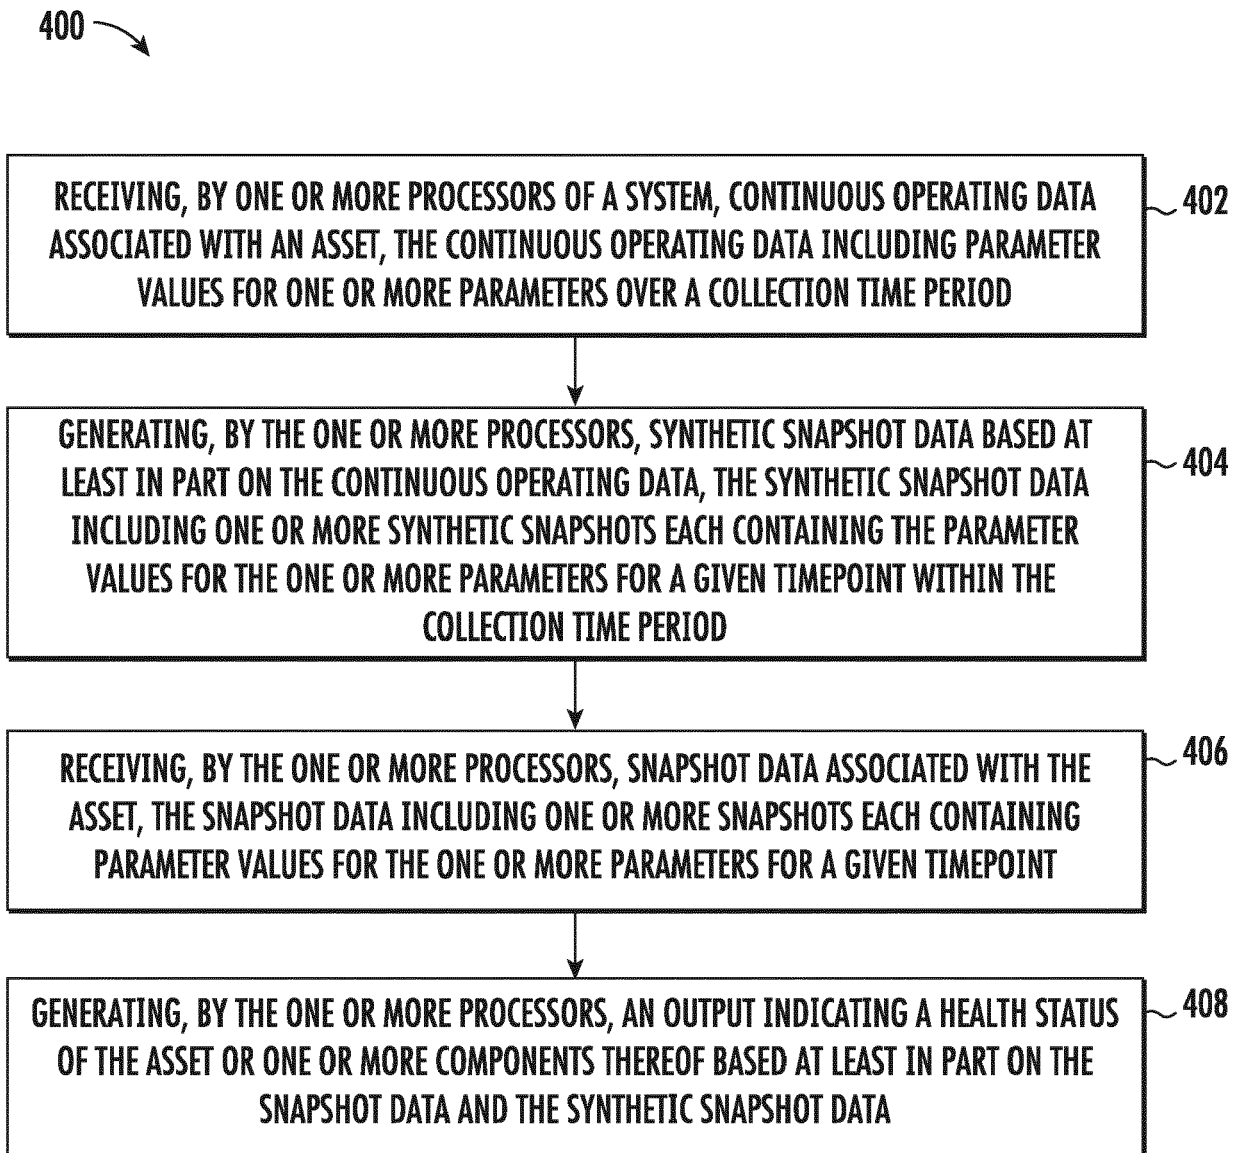 400
RECEIVING, BY ONE OR MORE PROCESSORS OF A SYSTEM, CONTINUOUS OPERATING DATA
ASSOCIATED WITH AN ASSET, THE CONTINUOUS OPERATING DATA INCLUDING PARAMETER
VALUES FOR ONE OR MORE PARAMETERS OVER A COLLECTION TIME PERIOD
402
GENERATING, BY THE ONE OR MORE PROCESSORS, SYNTHETIC SNAPSHOT DATA BASED AT
LEAST IN PART ON THE CONTINUOUS OPERATING DATA, THE SYNTHETIC SNAPSHOT DATA
INCLUDING ONE OR MORE SYNTHETIC SNAPSHOTS EACH CONTAINING THE PARAMETER
VALUES FOR THE ONE OR MORE PARAMETERS FOR A GIVEN TIMEPOINT WITHIN THE
COLLECTION TIME PERIOD
404
RECEIVING, BY THE ONE OR MORE PROCESSORS, SNAPSHOT DATA ASSOCIATED WITH THE
ASSET, THE SNAPSHOT DATA INCLUDING ONE OR MORE SNAPSHOTS EACH CONTAINING
PARAMETER VALUES FOR THE ONE OR MORE PARAMETERS FOR A GIVEN TIMEPOINT
406
GENERATING, BY THE ONE OR MORE PROCESSORS, AN OUTPUT INDICATING A HEALTH STATUS
OF THE ASSET OR ONE OR MORE COMPONENTS THEREOF BASED AT LEAST IN PART ON THE
SNAPSHOT DATA AND THE SYNTHETIC SNAPSHOT DATA
408